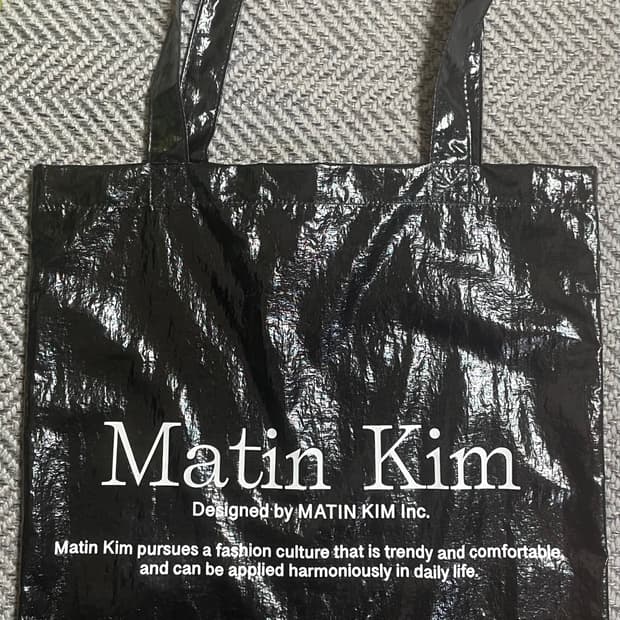 Matin Kim
Designed by MATIN KIM Inc.
Matin Kim pursues a fashion culture that is trendy and comfortable,
and can be applied harmoniously in daily life.